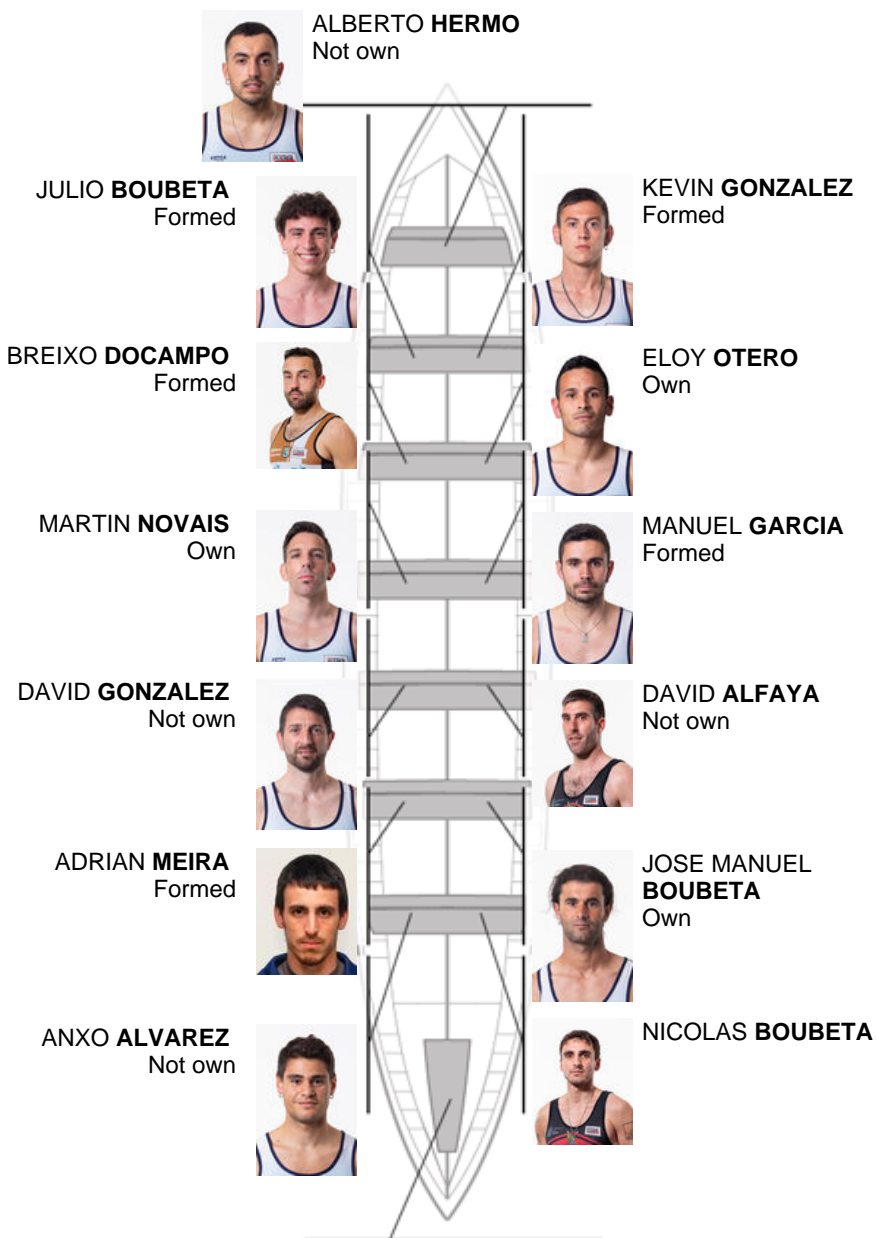 ALBERTO HERMO
Not own
JULIO BOUBETA
Formed
KEVIN GONZALEZ
Formed
BREIXO DOCAMPO
Formed
ELOY OTERO
Own
MARTIN NOVAIS
Own
MANUEL GARCIA
Formed
DAVID GONZALEZ
Not own
DAVID ALFAYA
Not own
ADRIAN MEIRA
Formed
JOSE MANUEL
BOUBETA
Own
ANXO ALVAREZ
Not own
NICOLAS BOUBETA